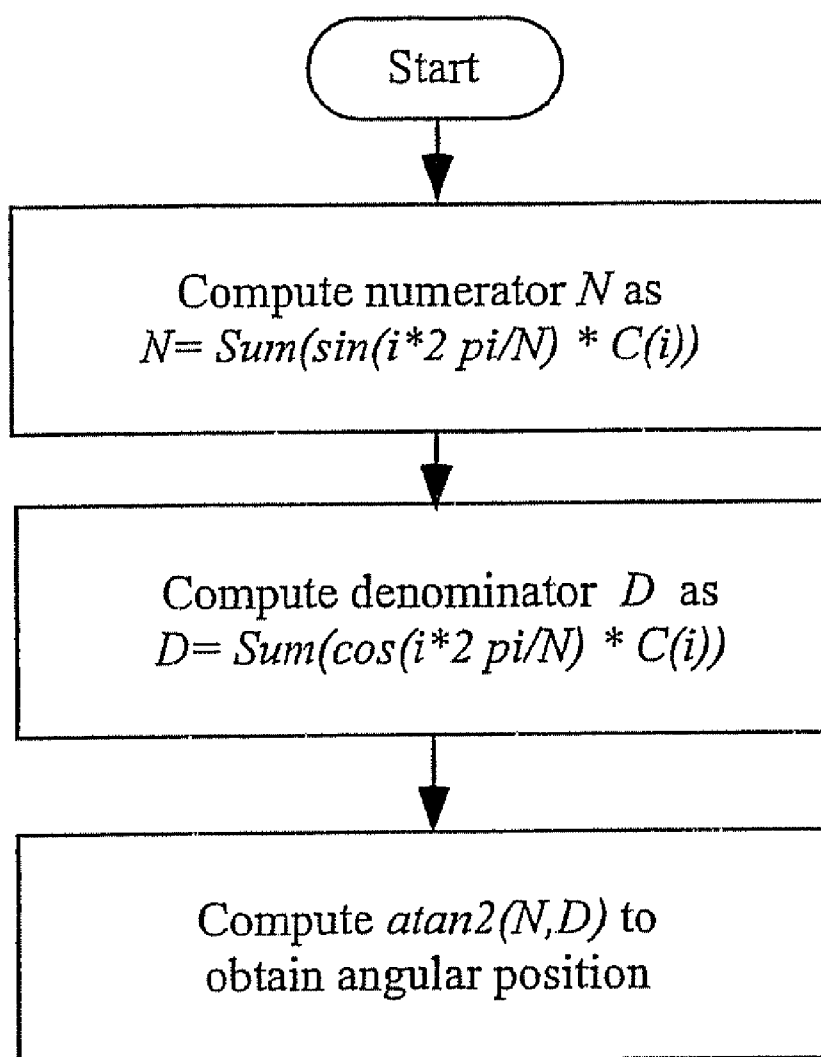 Start
Compute numerator N as
N= Sum(sin(i*2 pi/N) * C(i))
Compute denominator D as
D= Sum(cos(i*2 pi/N) * C(i))
Compute atan2(N,D) to
obtain angular position